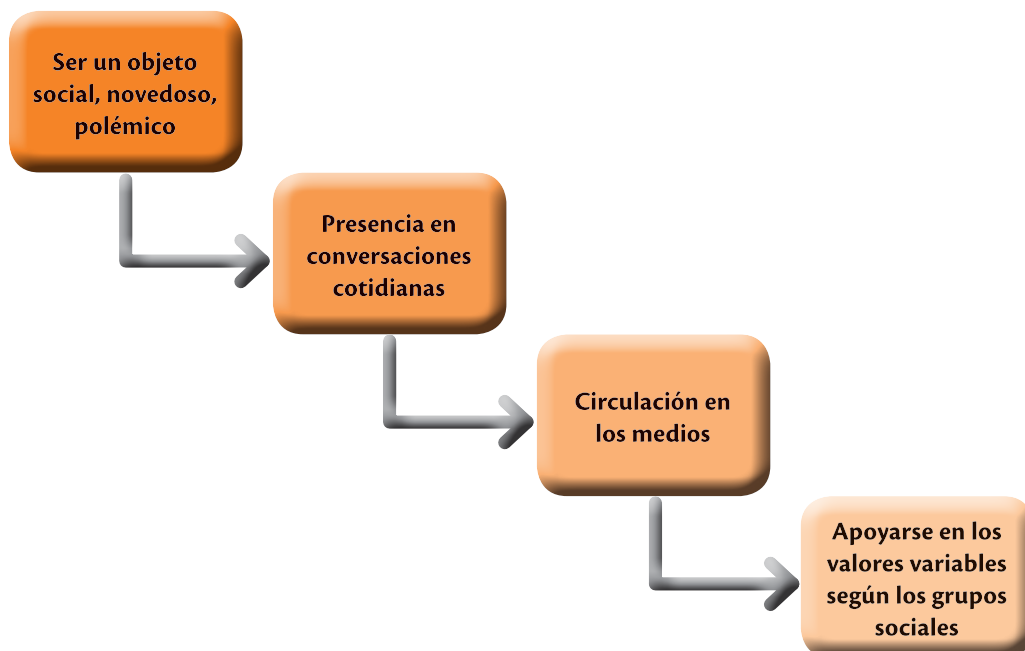 Ser un objeto
social, novedoso,
polémico
Presencia en
conversaciones
cotidianas
Circulación en
los medios
Apoyarse en los
valores variables
según los grupos
sociales